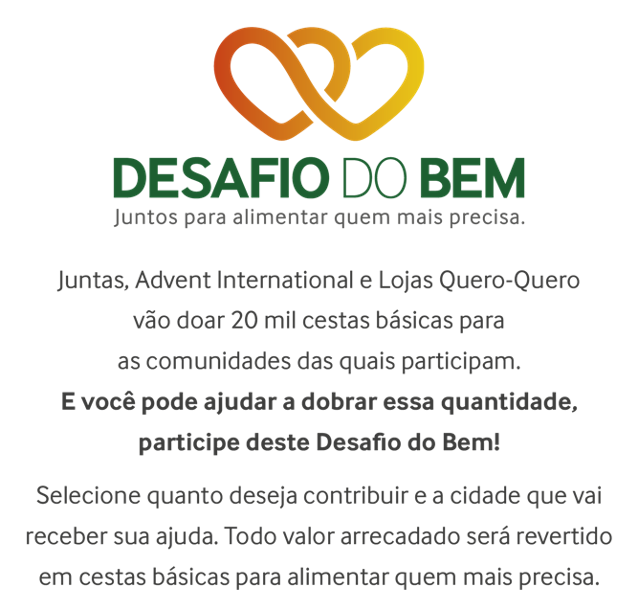 DESAFIO DO BEM
Juntos para alimentar quem mais precisa.
Juntas, Advent International e Lojas Quero-Quero
vão doar 20 mil cestas básicas para
as comunidades das quais participam.
E você pode ajudar a dobrar essa quantidade,
participe deste Desafio do Bem!
Selecione quanto deseja contribuir e a cidade que vai
receber sua ajuda. Todo valor arrecadado será revertido
em cestas básicas para alimentar quem mais precisa.